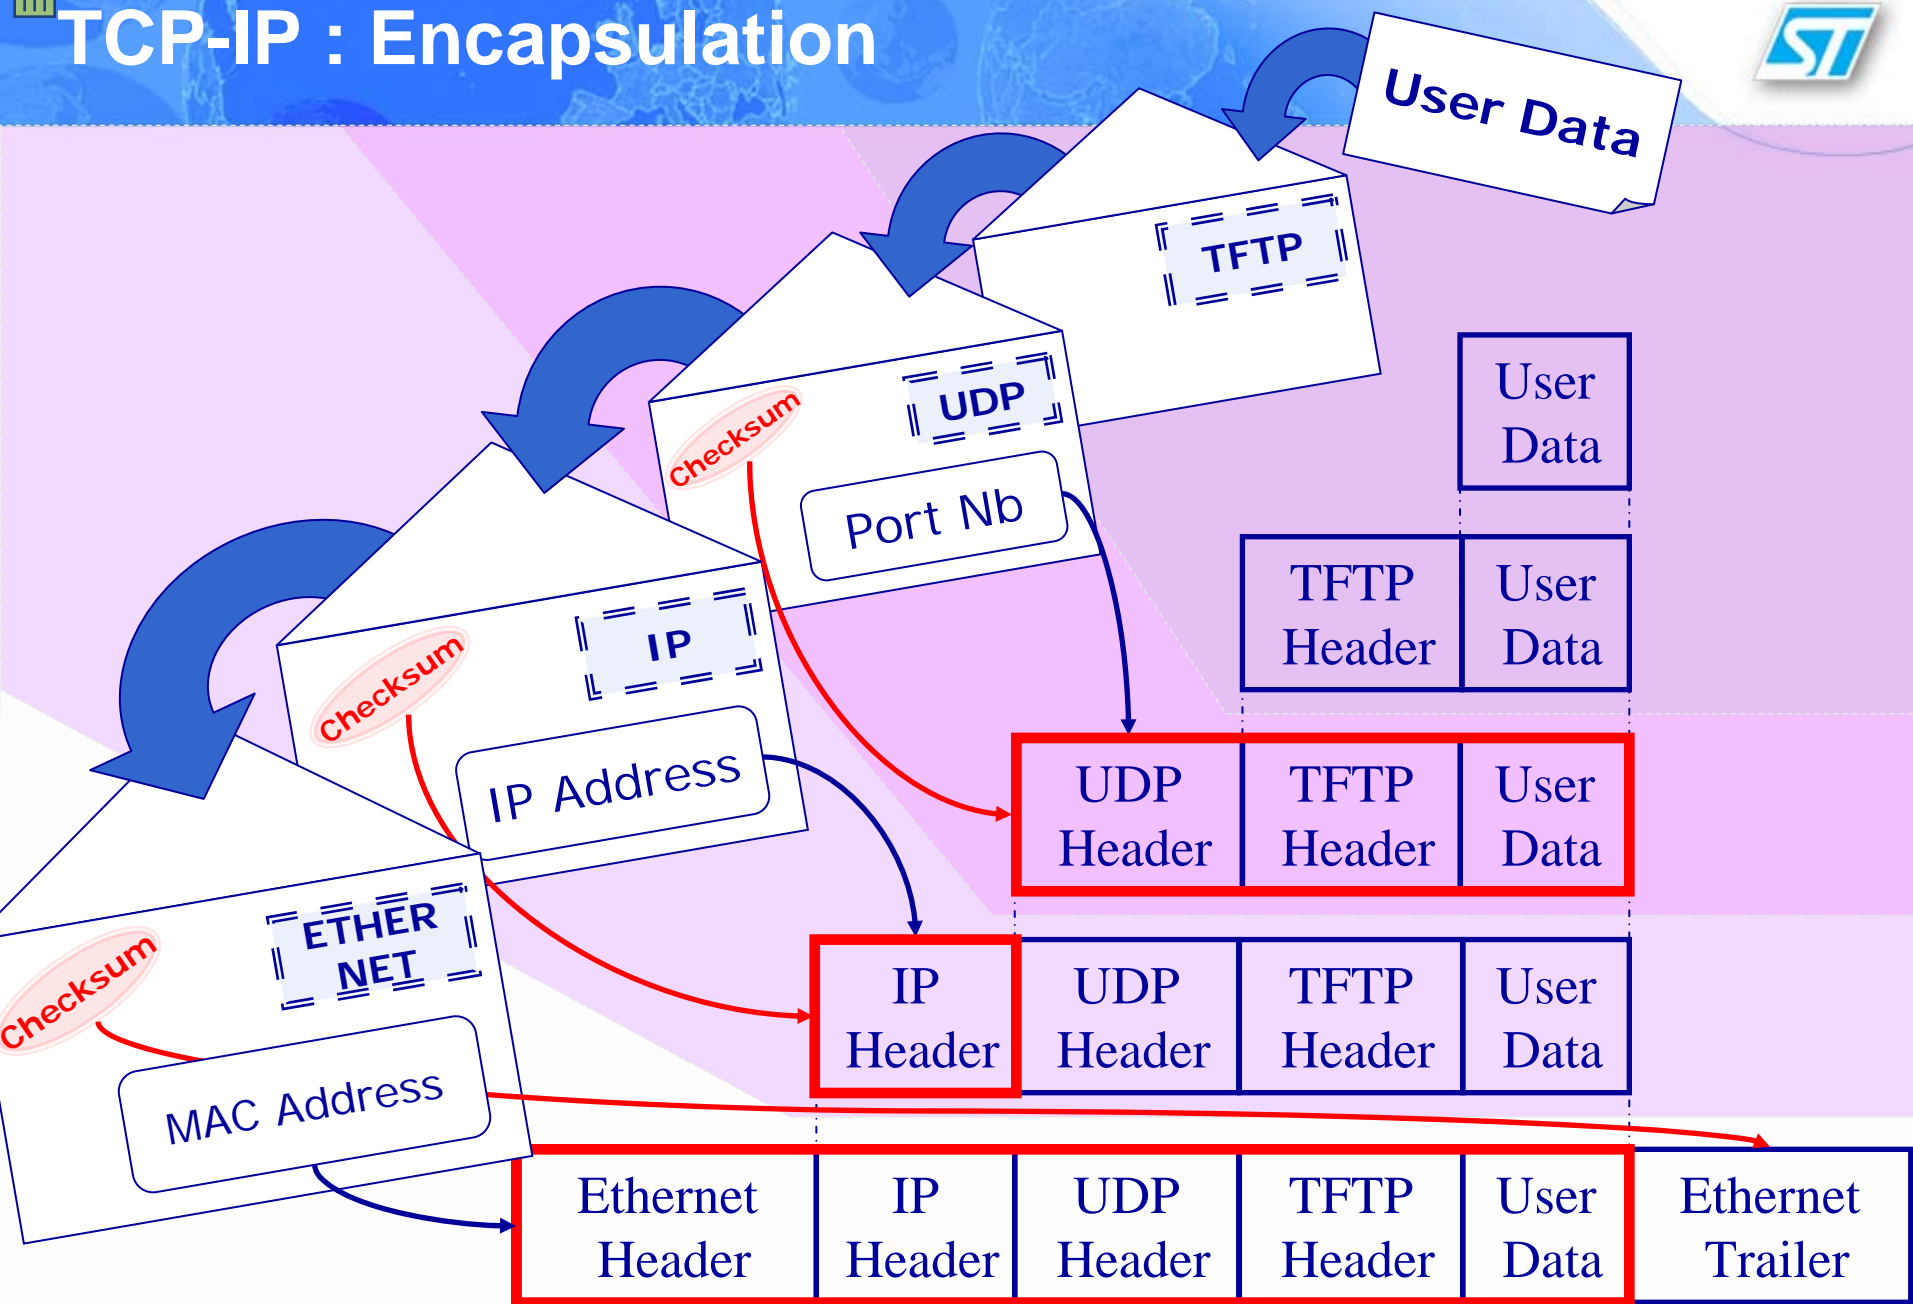 TCP-IP : Encapsulation
ST
User Data
TFTP
UDP
Checksum
Port Nb
IP
Checksum
IP Address
ETHER
NET
Checksum
MAC Address
User
Data
TFTP
Header
User
Data
UDP
Header
TFTP
Header
User
Data
IP
Header
UDP
Header
TFTP
Header
User
Data
Ethernet
Header
IP
Header
UDP
Header
TFTP
Header
User
Data
Ethernet
Trailer